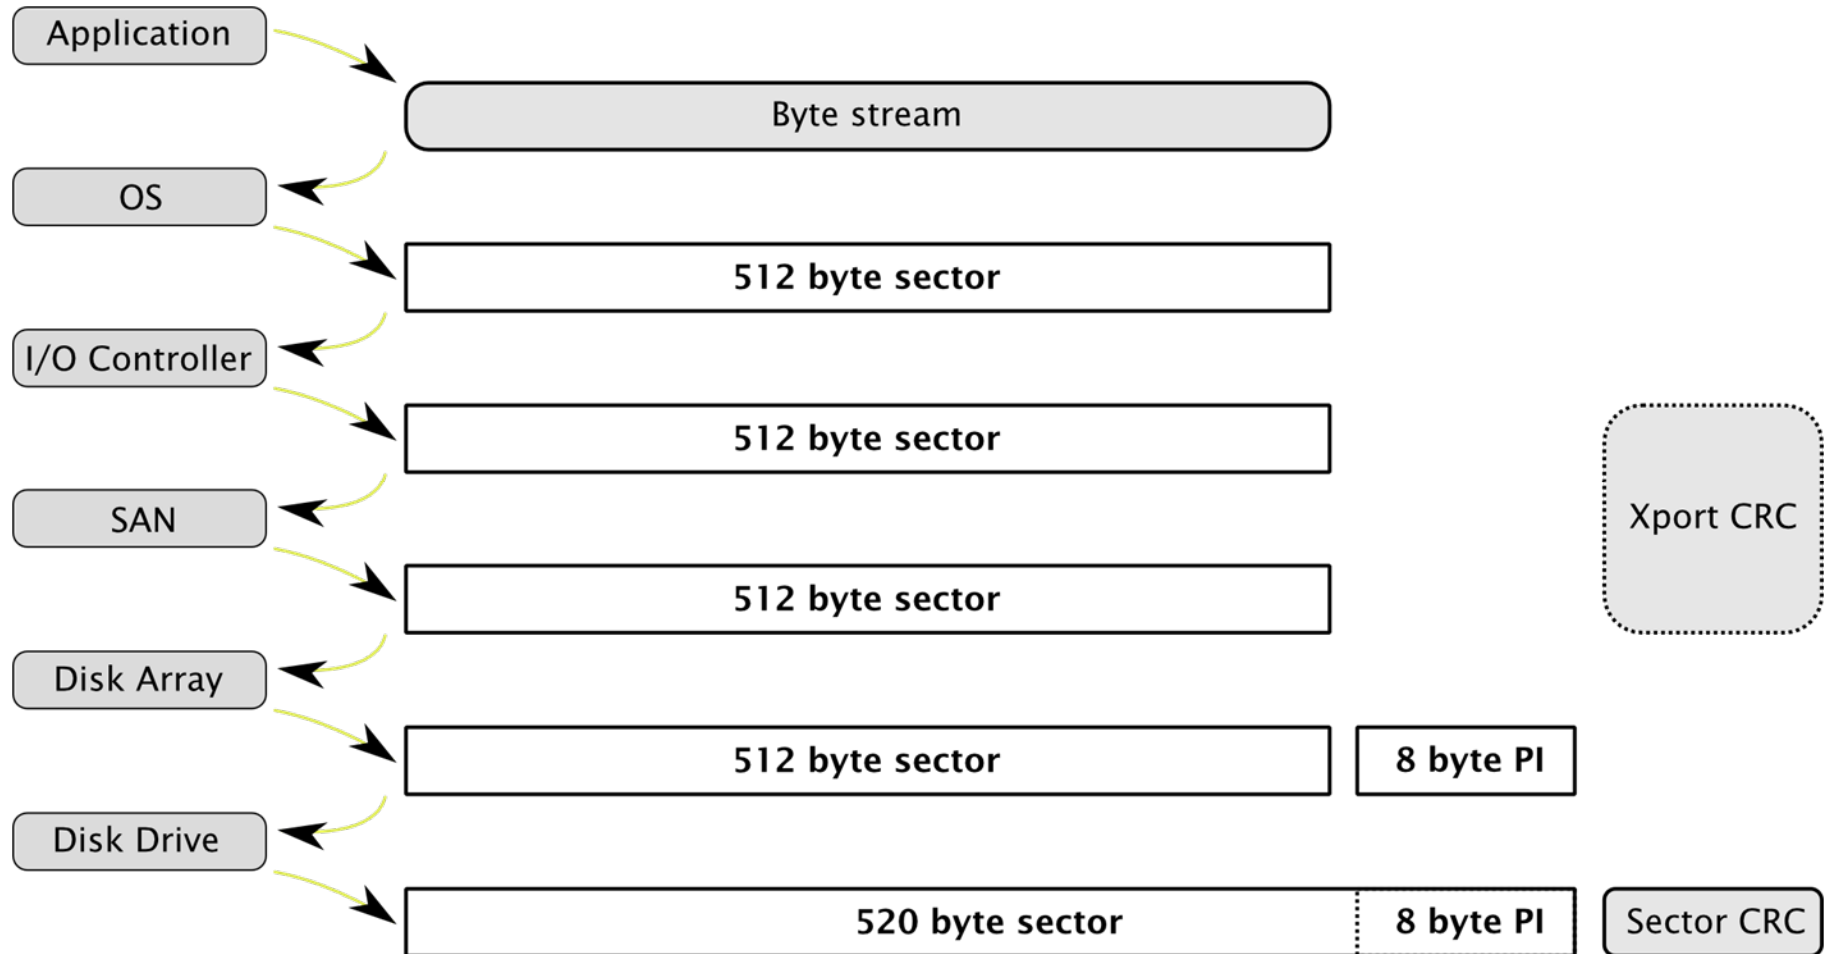 Application
Byte stream
OS
512 byte sector
I/O Controller
512 byte sector
Xport CRC
SAN
512 byte sector
Disk Array
512 byte sector
8 byte PI
Disk Drive
520 byte sector
8 byte PI
Sector CRC